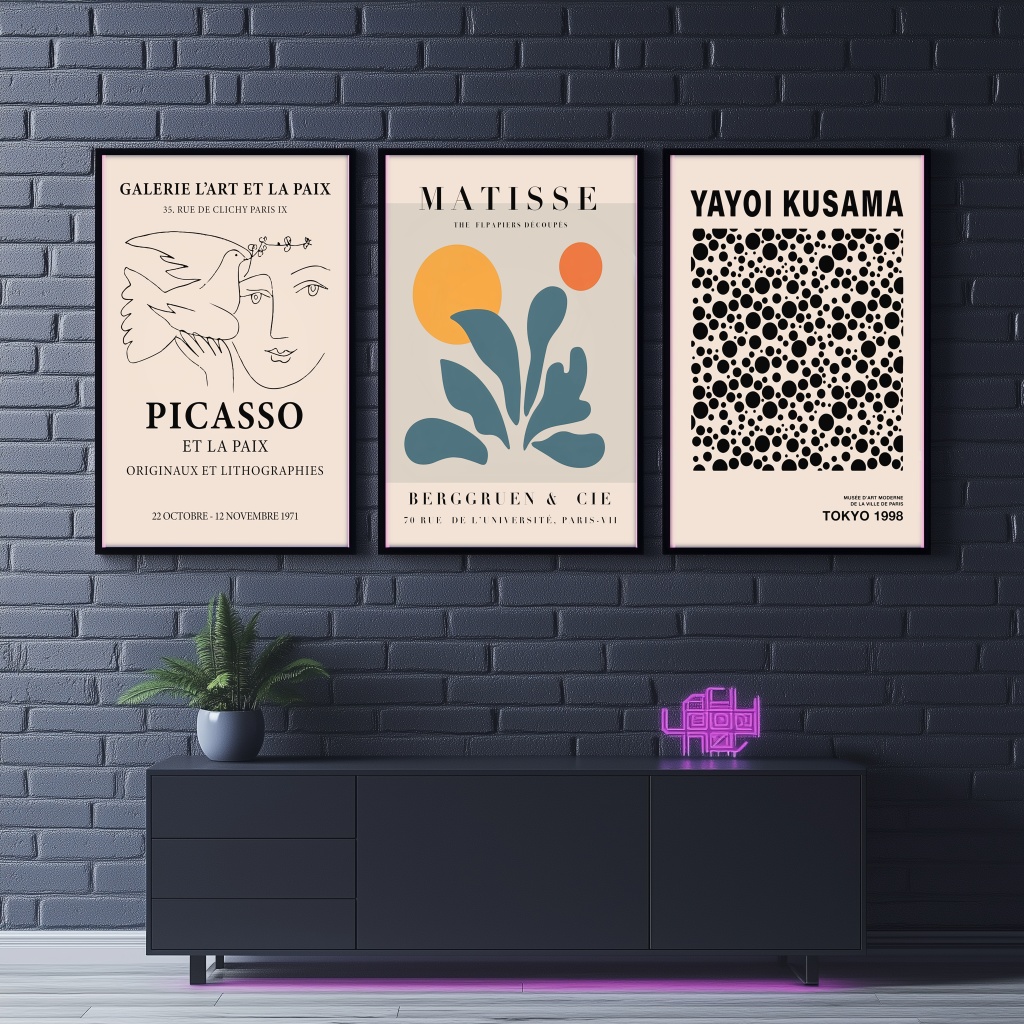 GALERIE L'ART ET LA PAIX
35. RUE DE CLICHY PARIS IX
PICASSO
ET LA PAIX
ORIGINAUX ET LITHOGRAPHIES
22 OCTOBRE - 12 NOVEMBRE 1971
MATISSE
THE FLPAPIERS DÉCOUPÉS
BERGGRUEN & CIE
70 RUE DE L'UNIVERSITÉ, PARIS-VII
YAYOI KUSAMA
MUSÉE D'ART MODERNE
DE LA VILLE DE PARIS
TOKYO 1998